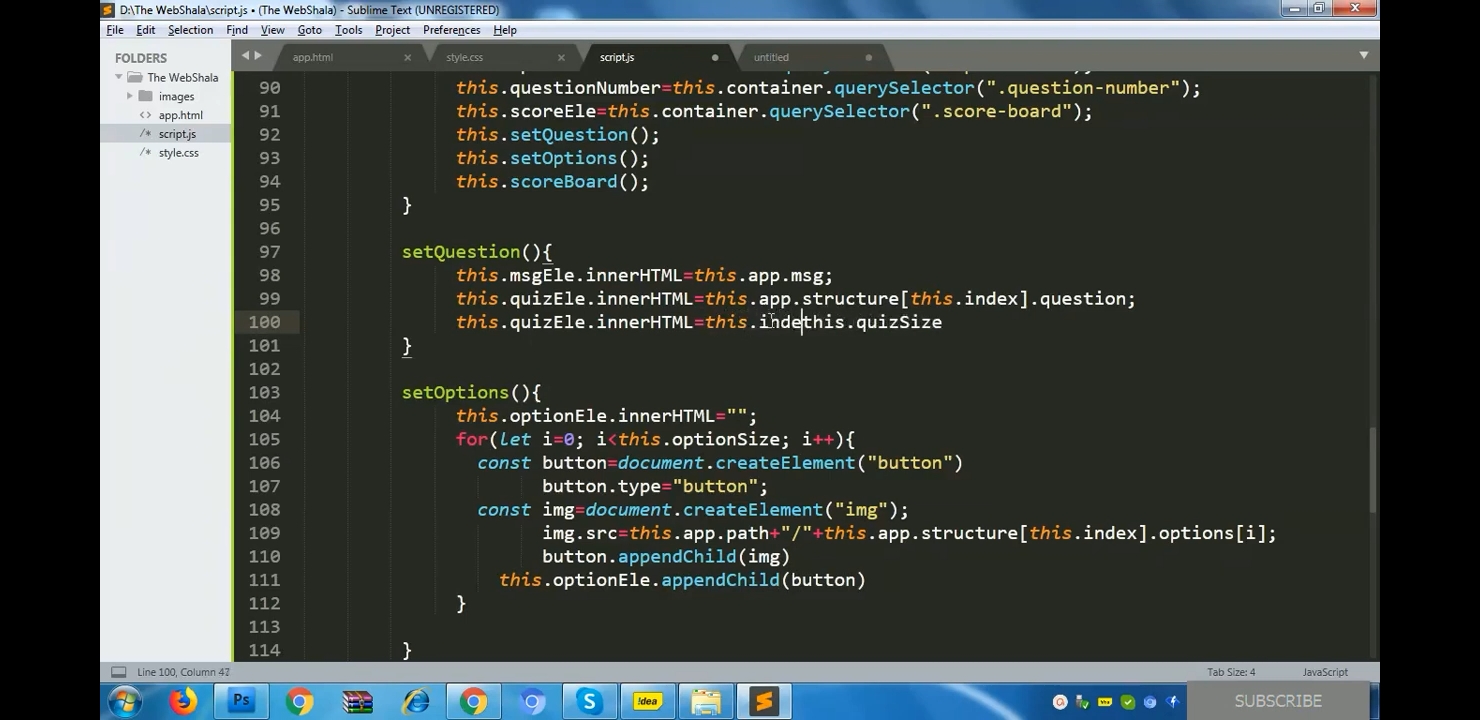 D:\The WebShala\script.js • (The WebShala) - Sublime Text (UNREGISTERED)
File Edit Selection Find View Goto Tools Project Preferences Help
FOLDERS
The WebShala
images
app.html
script.js
style.css
app.html style.css script.js untitled
90 this.questionNumber=this.container.querySelector(".question-number");
91 this.scoreEle=this.container.querySelector(".score-board");
92 this.setQuestion();
93 this.setOptions();
94 this.scoreBoard();
95 }
96
97 setQuestion(){
98 this.msgEle.innerHTML=this.app.msg;
99 this.quizEle.innerHTML=this.app.structure[this.index].question;
100 this.quizEle.innerHTML=this.indethis.quizSize
101 }
102
103 setOptions(){
104 this.optionEle.innerHTML="";
105 for(let i=0; i<this.optionSize; i++){
106 const button=document.createElement("button")
107 button.type="button";
108 const img=document.createElement("img");
109 img.src=this.app.path+"/"+this.app.structure[this.index].options[i];
110 button.appendChild(img)
111 this.optionEle.appendChild(button)
112 }
113
114 }
Line 100, Column 47 Tab Size: 4 JavaScript
Ps !dea SUBSCRIBE